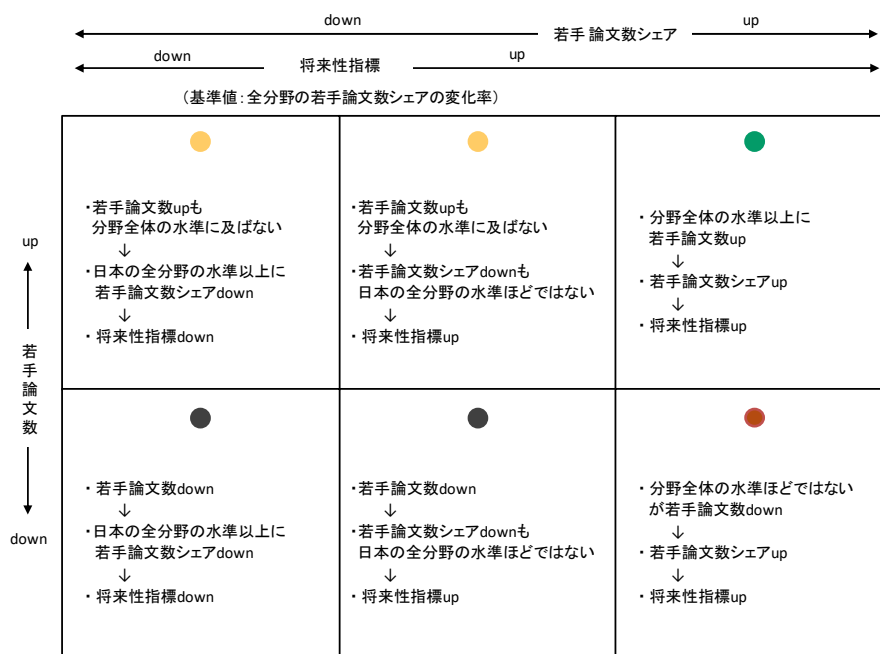 down
up
若手 論文数シェア
down
将来性指標
up
(基準値:全分野の若手論文数シェアの変化率)
up
若手論文数
down
・若手論文数upも
分野全体の水準に及ばない
↓
・日本の全分野の水準以上に
若手論文数シェアdown
↓
・将来性指標down
・若手論文数upも
分野全体の水準に及ばない
↓
・若手論文数シェアdownも
日本の全分野の水準ほどではない
↓
・将来性指標up
・分野全体の水準以上に
若手論文数up
↓
・若手論文数シェアup
↓
・将来性指標up
・若手論文数down
↓
・日本の全分野の水準以上に
若手論文数シェアdown
↓
・将来性指標down
・若手論文数down
↓
・若手論文数シェアdownも
日本の全分野の水準ほどではない
↓
・将来性指標up
・分野全体の水準ほどではない
が若手論文数down
↓
・若手論文数シェアup
↓
・将来性指標up